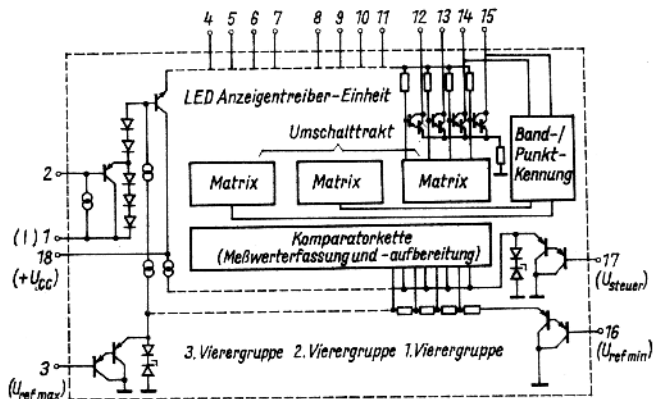 4 5 6 7 8 9 10 11 12 13 14 15
LED Anzeigentreiber-Einheit
Umschalttrakt
Band-/
Punkt-
Kennung
Matrix Matrix Matrix
2
(⊥) 1
18
(+U_CC)
Komparatorkette
(Meßwerterfassung und -aufbereitung)
17
(U_steuer)
16
(U_ref min)
3. Vierergruppe 2. Vierergruppe 1. Vierergruppe
3
(U_ref max)